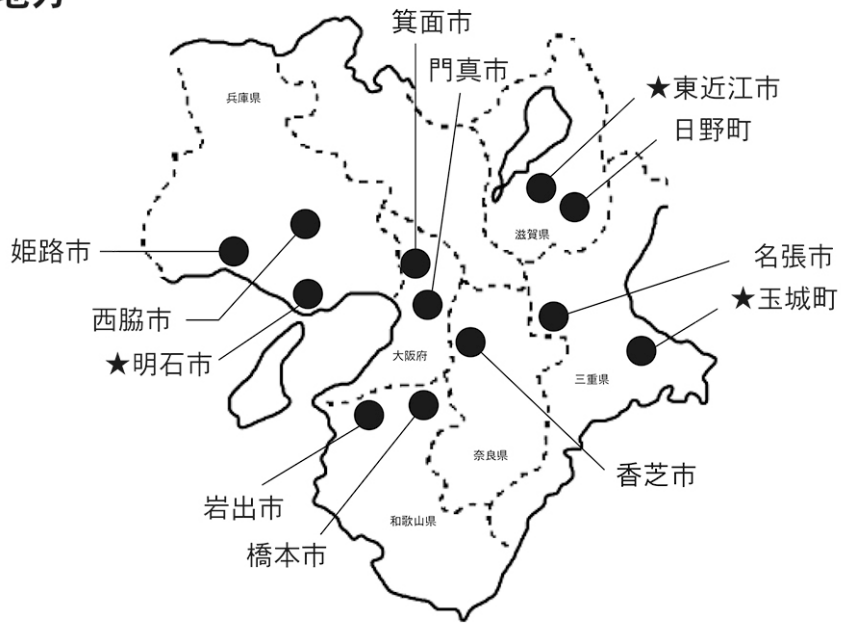 箕面市
門真市
★東近江市
日野町
兵庫県
滋賀県
姫路市
名張市
西脇市
★玉城町
★明石市
大阪府
三重県
奈良県
香芝市
岩出市
和歌山県
橋本市